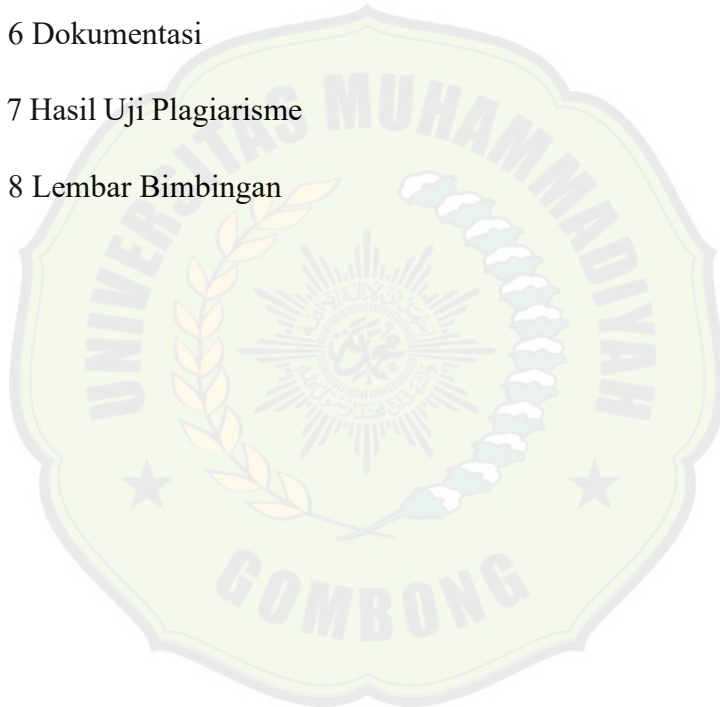 6 Dokumentasi
7 Hasil Uji Plagiarisme
8 Lembar Bimbingan
UNIVERSITAS MUHAMMADIYAH
GOMBONG